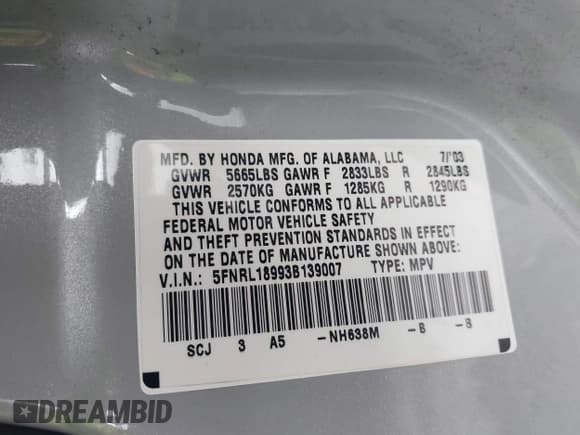 MFD. BY HONDA MFG. OF ALABAMA, LLC 7/'03
GVWR 5665LBS GAWR F 2833LBS R 2845LBS
GVWR 2570KG GAWR F 1285KG R 1290KG
THIS VEHICLE CONFORMS TO ALL APPLICABLE
FEDERAL MOTOR VEHICLE SAFETY
AND THEFT PREVENTION STANDARDS IN EFFECT
ON THE DATE OF MANUFACTURE SHOWN ABOVE:
V.I.N.: 5FNRL18993B139007 TYPE: MPV
SCJ 3 A5 -NH638M -B -B
DREAMBID